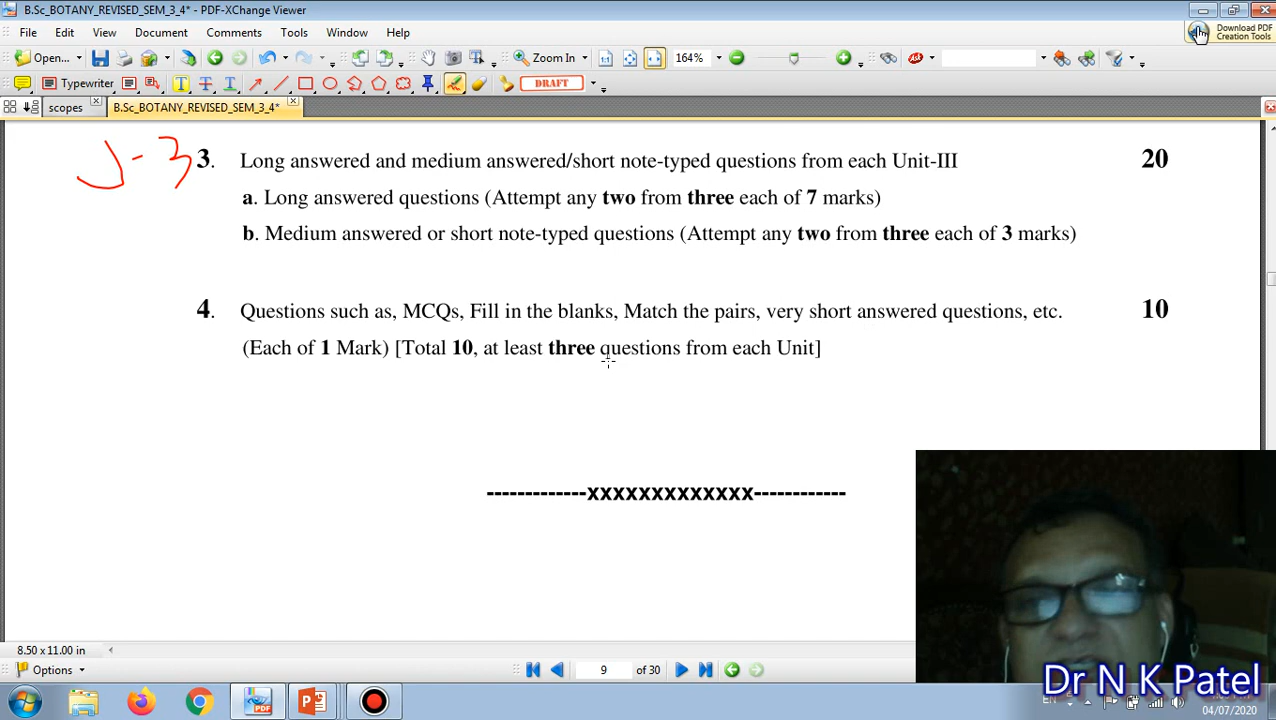 B.Sc_BOTANY_REVISED_SEM_3_4* - PDF-XChange Viewer
File Edit View Document Comments Tools Window Help
Download PDF
Creation Tools
Open... Zoom In 164%
Typewriter DRAFT
scopes B.Sc_BOTANY_REVISED_SEM_3_4*
U-3
3. Long answered and medium answered/short note-typed questions from each Unit-III 20
a. Long answered questions (Attempt any two from three each of 7 marks)
b. Medium answered or short note-typed questions (Attempt any two from three each of 3 marks)
4. Questions such as, MCQs, Fill in the blanks, Match the pairs, very short answered questions, etc. 10
(Each of 1 Mark) [Total 10, at least three questions from each Unit]
-------------xxxxxxxxxxxxx------------
8.50 x 11.00 in
Options 9 of 30
Dr N K Patel
EN
04/07/2020